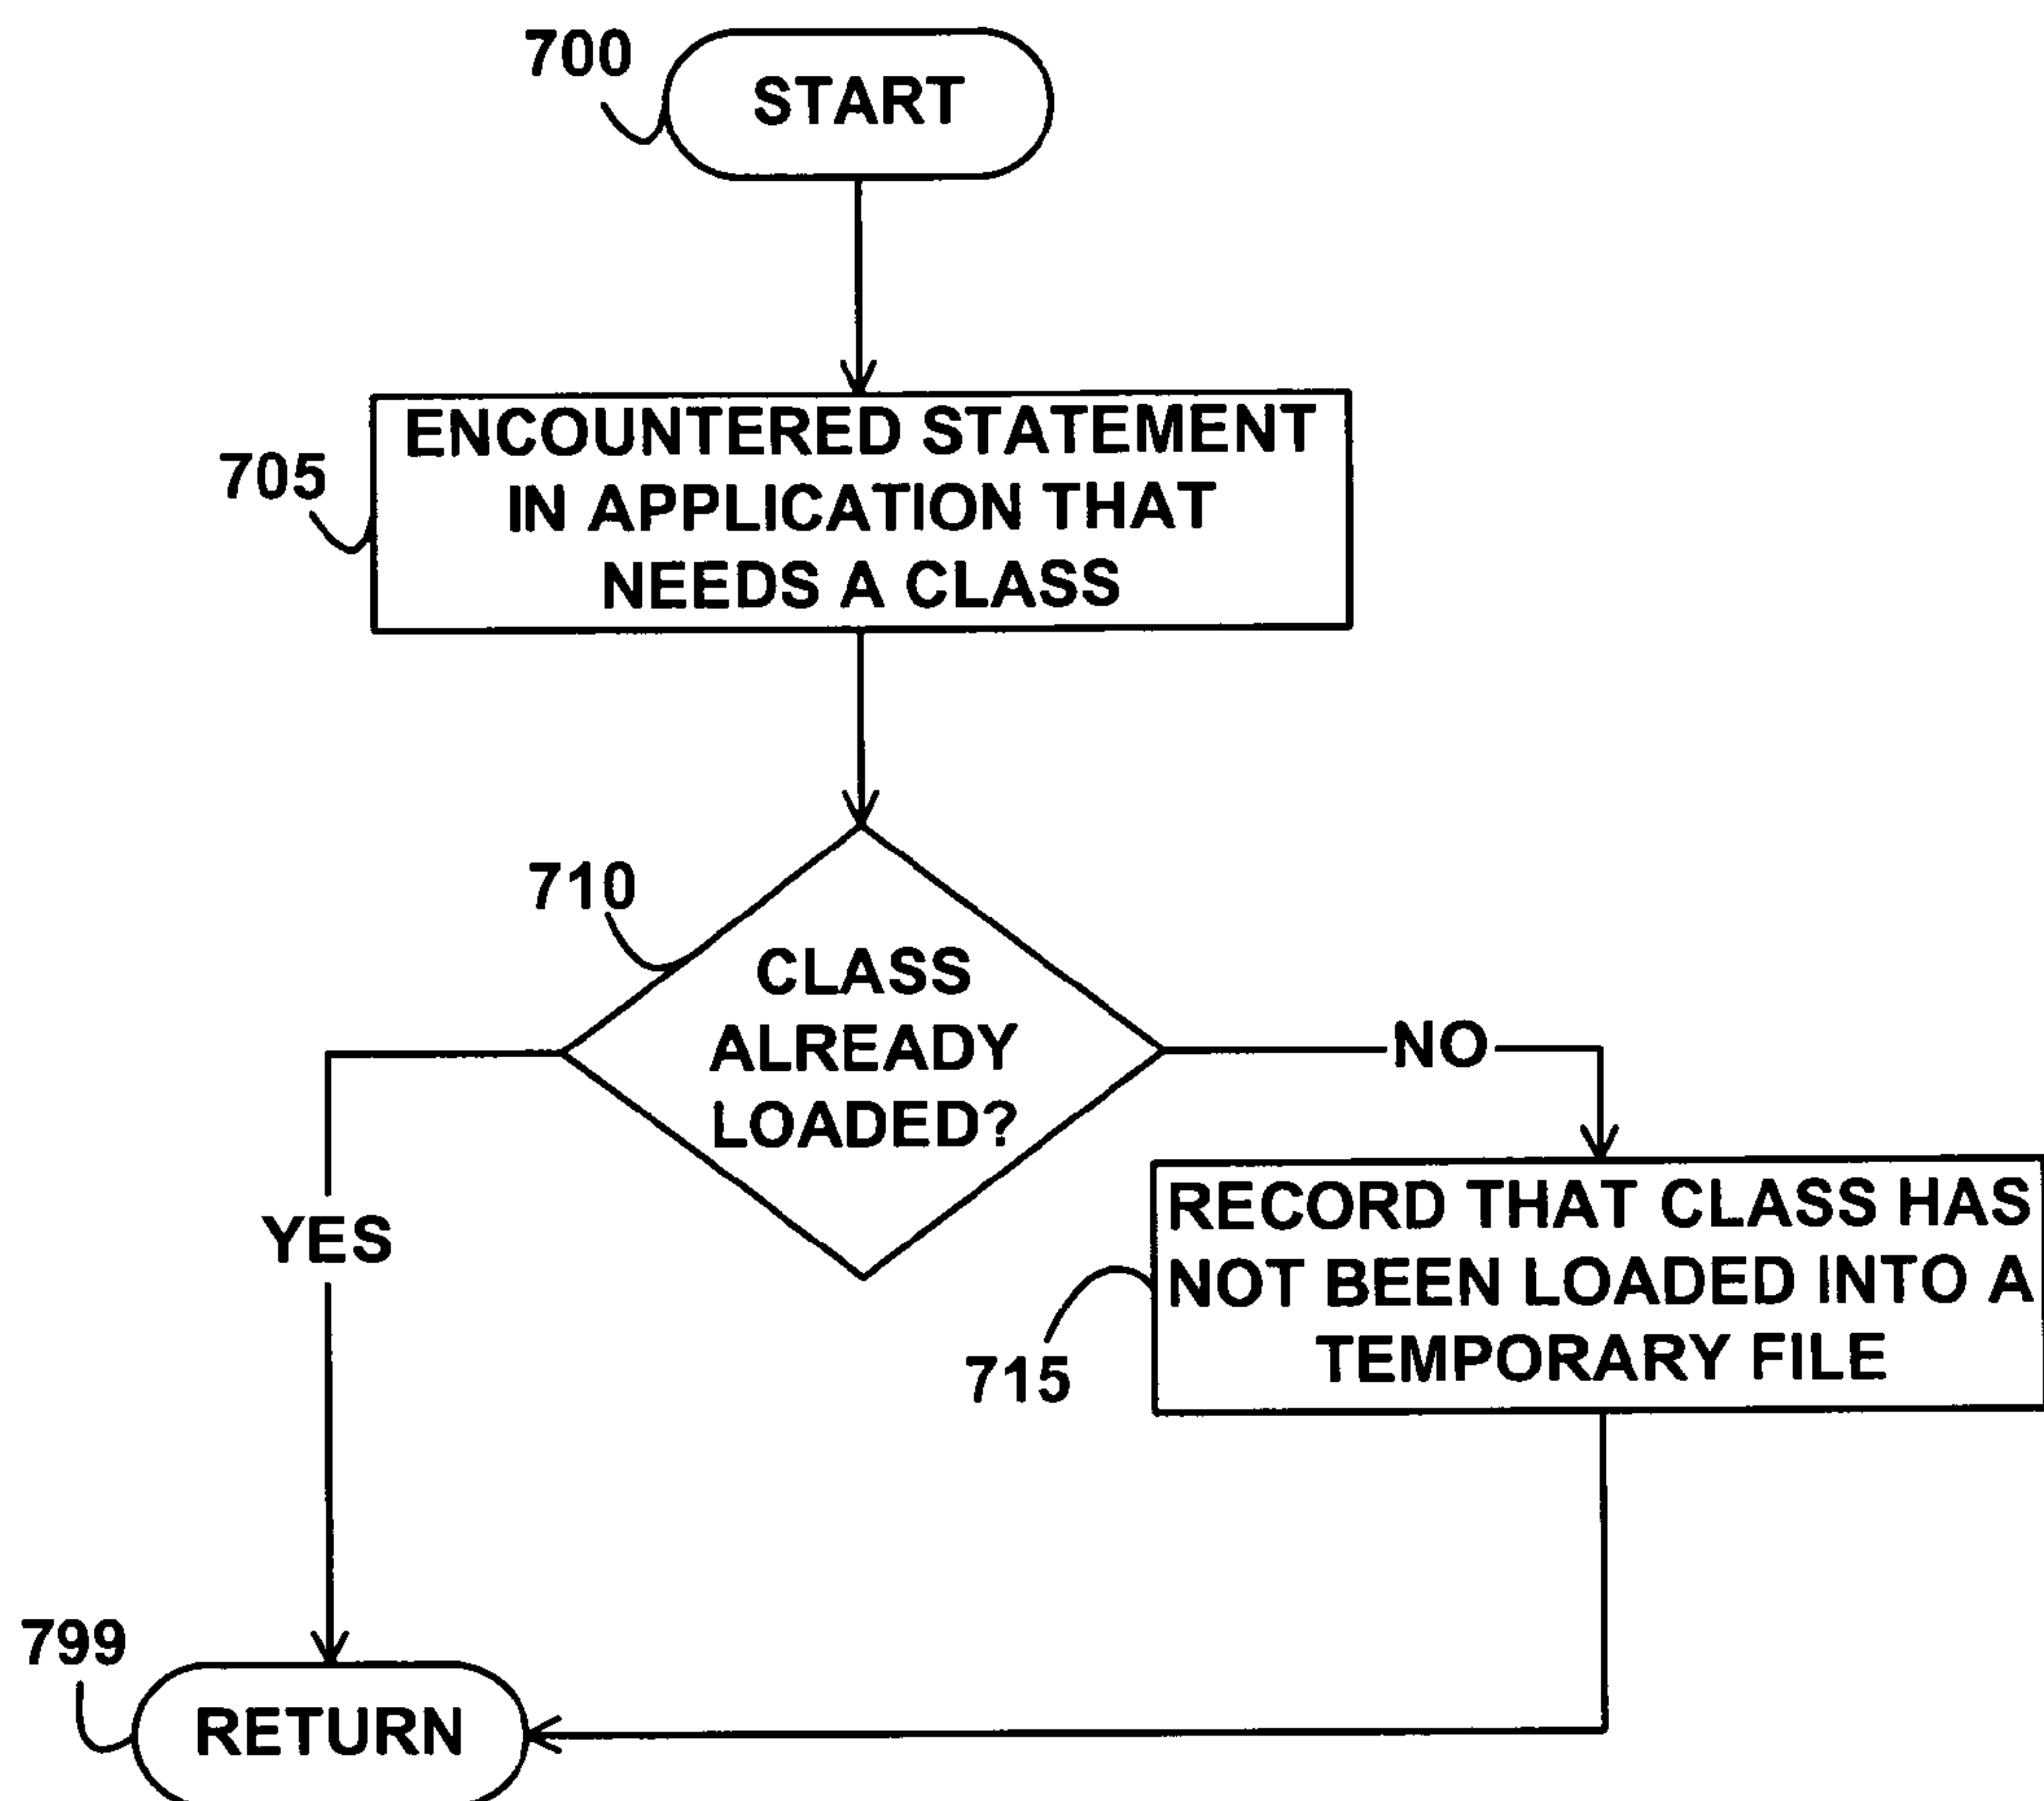 700
START
705
ENCOUNTERED STATEMENT
IN APPLICATION THAT
NEEDS A CLASS
710
CLASS
ALREADY
LOADED?
NO
YES
RECORD THAT CLASS HAS
NOT BEEN LOADED INTO A
TEMPORARY FILE
715
799
RETURN